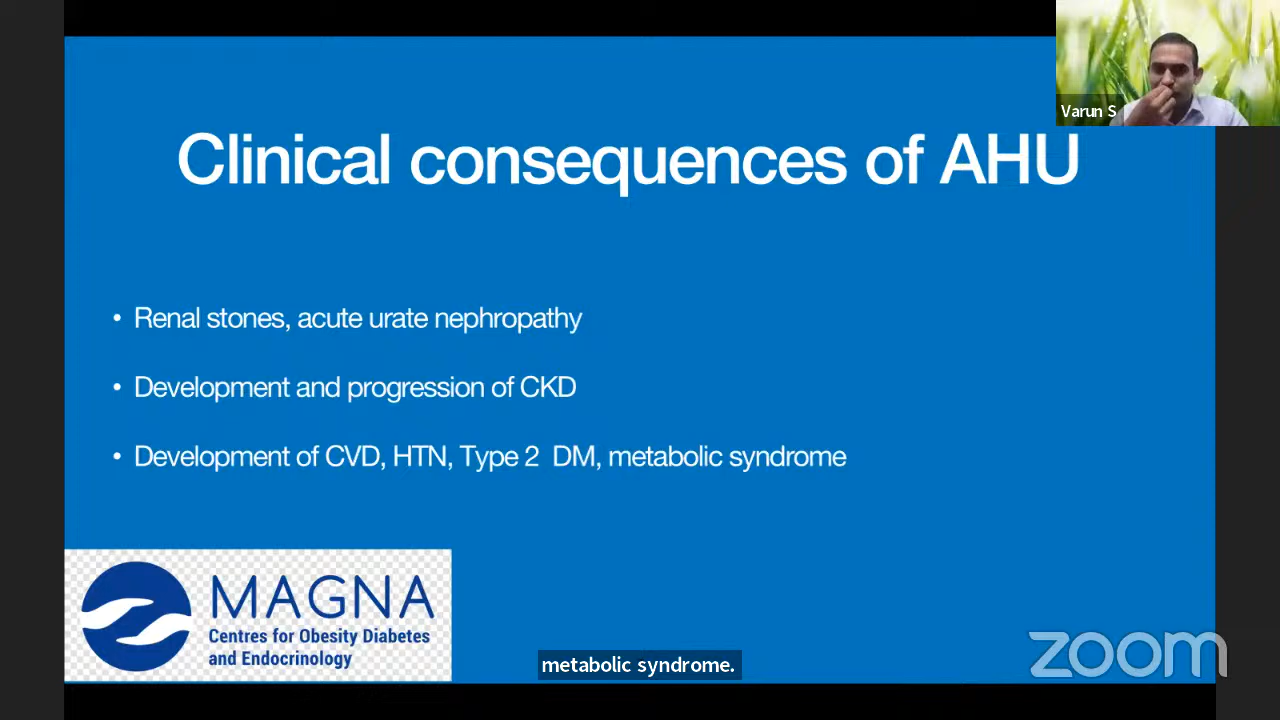 Varun S
Clinical consequences of AHU
• Renal stones, acute urate nephropathy
• Development and progression of CKD
• Development of CVD, HTN, Type 2 DM, metabolic syndrome
MAGNA
Centres for Obesity Diabetes
and Endocrinology
metabolic syndrome.
zoom